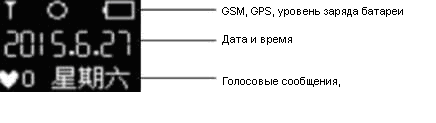 GSM, GPS, уровень заряда батареи
2015.6.27
Дата и время
0 星期六
Голосовые сообщения,